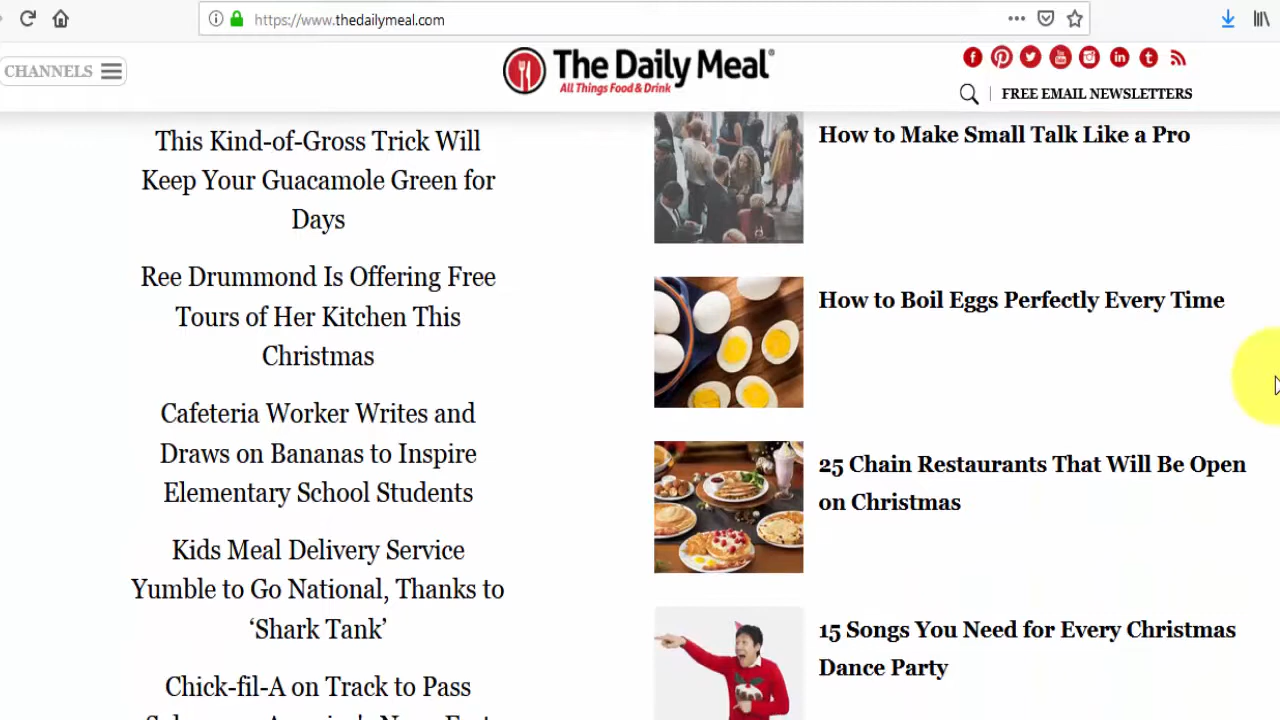 https://www.thedailymeal.com
CHANNELS
The Daily Meal®
All Things Food & Drink
FREE EMAIL NEWSLETTERS
This Kind-of-Gross Trick Will
Keep Your Guacamole Green for
Days
Ree Drummond Is Offering Free
Tours of Her Kitchen This
Christmas
Cafeteria Worker Writes and
Draws on Bananas to Inspire
Elementary School Students
Kids Meal Delivery Service
Yumble to Go National, Thanks to
‘Shark Tank’
Chick-fil-A on Track to Pass
How to Make Small Talk Like a Pro
How to Boil Eggs Perfectly Every Time
25 Chain Restaurants That Will Be Open
on Christmas
15 Songs You Need for Every Christmas
Dance Party